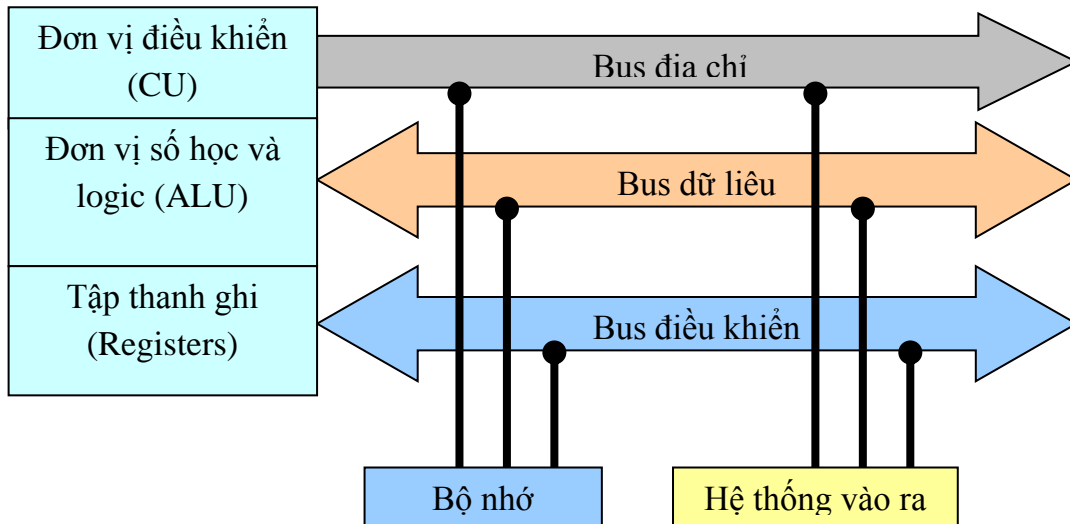 Đơn vị điều khiển
(CU)
Bus địa chỉ
Đơn vị số học và
logic (ALU)
Bus dữ liêu
Tập thanh ghi
(Registers)
Bus điều khiển
Bộ nhớ
Hệ thống vào ra